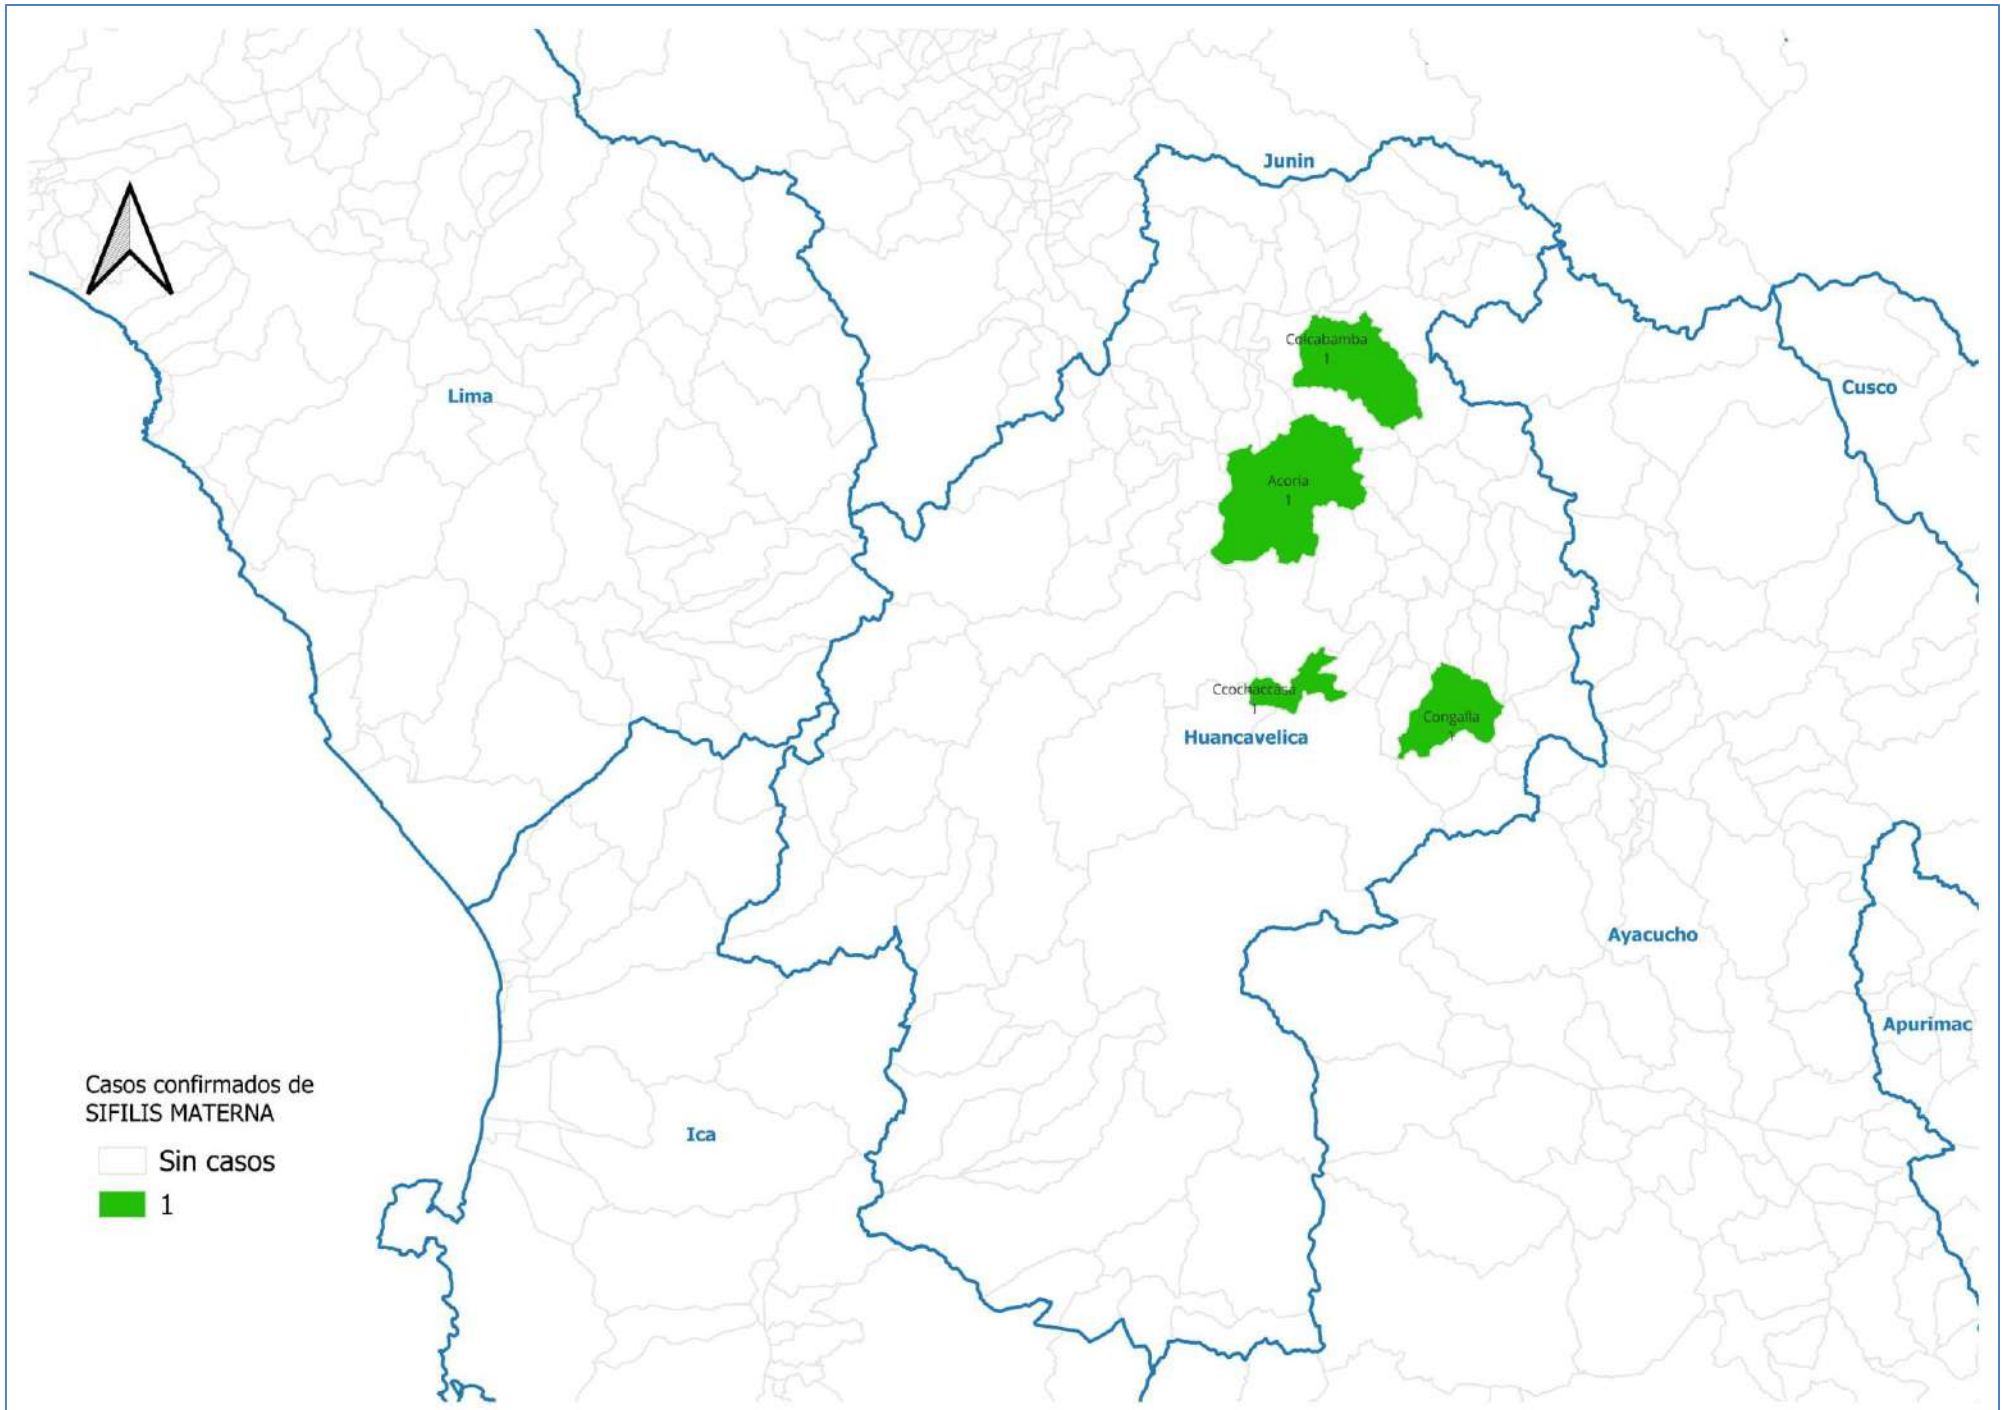 Junin
Colcabamba
1
Cusco
Lima
Acoria
1
Ccochaccasa
1
Congalla
1
Huancavelica
Ayacucho
Apurimac
Ica
Casos confirmados de
SIFILIS MATERNA
Sin casos
1